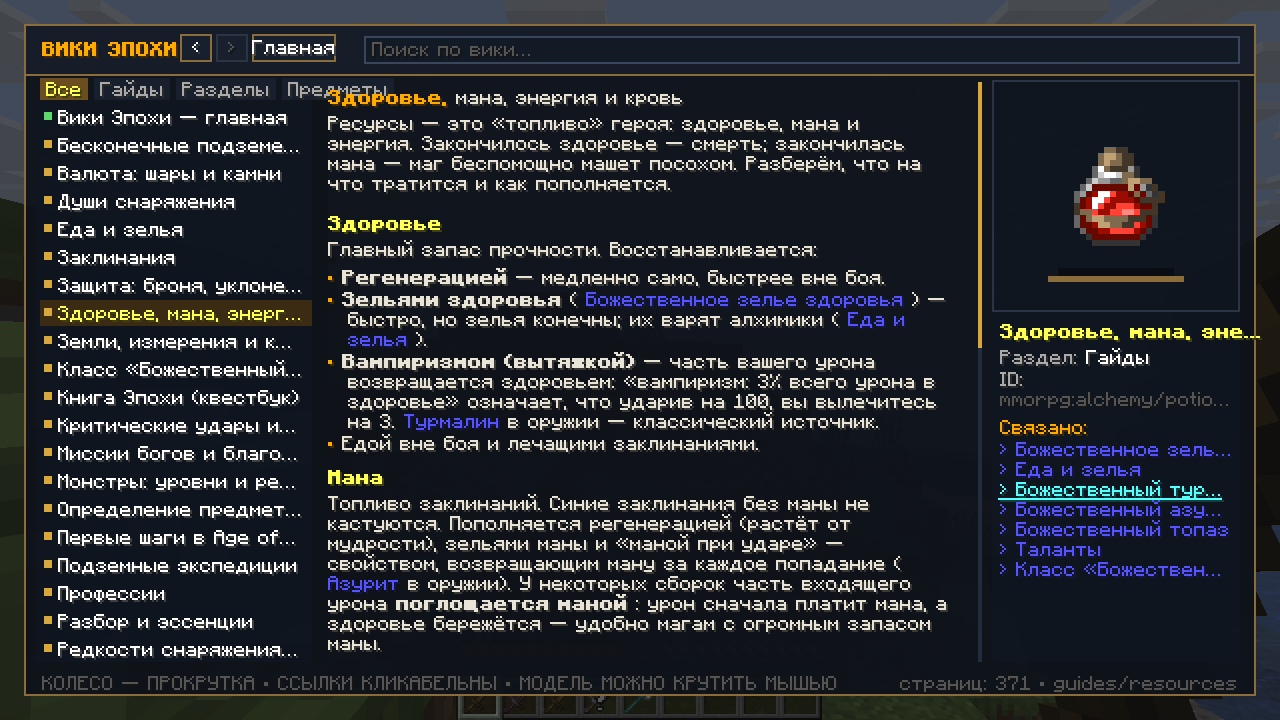 ВИКИ ЭПОХИ < > Главная Поиск по вики...
Все Гайды Разделы Предметы
Вики Эпохи — главная
Бесконечные подземе...
Валюта: шары и камни
Души снаряжения
Еда и зелья
Заклинания
Защита: броня, уклоне...
Здоровье, мана, энерг...
Земли, измерения и к...
Класс «Божественный...
Книга Эпохи (квестбук)
Критические удары и...
Миссии богов и благо...
Монстры: уровни и ре...
Определение предмет...
Первые шаги в Age of...
Подземные экспедиции
Профессии
Разбор и эссенции
Редкости снаряжения...
Здоровье, мана, энергия и кровь
Ресурсы — это «топливо» героя: здоровье, мана и
энергия. Закончилось здоровье — смерть; закончилась
мана — маг беспомощно машет посохом. Разберём, что на
что тратится и как пополняется.
Здоровье
Главный запас прочности. Восстанавливается:
• Регенерацией — медленно само, быстрее вне боя.
• Зельями здоровья ( Божественное зелье здоровья ) —
быстро, но зелья конечны; их варят алхимики ( Еда и
зелья ).
• Вампиризмом (вытяжкой) — часть вашего урона
возвращается здоровьем: «вампиризм: 3% всего урона в
здоровье» означает, что ударив на 100, вы вылечитесь
на 3. Турмалин в оружии — классический источник.
• Едой вне боя и лечащими заклинаниями.
Мана
Топливо заклинаний. Синие заклинания без маны не
кастуются. Пополняется регенерацией (растёт от
мудрости), зельями маны и «маной при ударе» —
свойством, возвращающим ману за каждое попадание (
Азурит в оружии). У некоторых сборок часть входящего
урона поглощается маной : урон сначала платит мана, а
здоровье бережётся — удобно магам с огромным запасом
маны.
Здоровье, мана, эне...
Раздел: Гайды
ID:
mmorpg:alchemy/potio...
Связано:
> Божественное зель...
> Еда и зелья
> Божественный тур...
> Божественный азу...
> Божественный топаз
> Таланты
> Класс «Божествен...
КОЛЕСО — ПРОКРУТКА • ССЫЛКИ КЛИКАБЕЛЬНЫ • МОДЕЛЬ МОЖНО КРУТИТЬ МЫШЬЮ
страниц: 371 • guides/resources